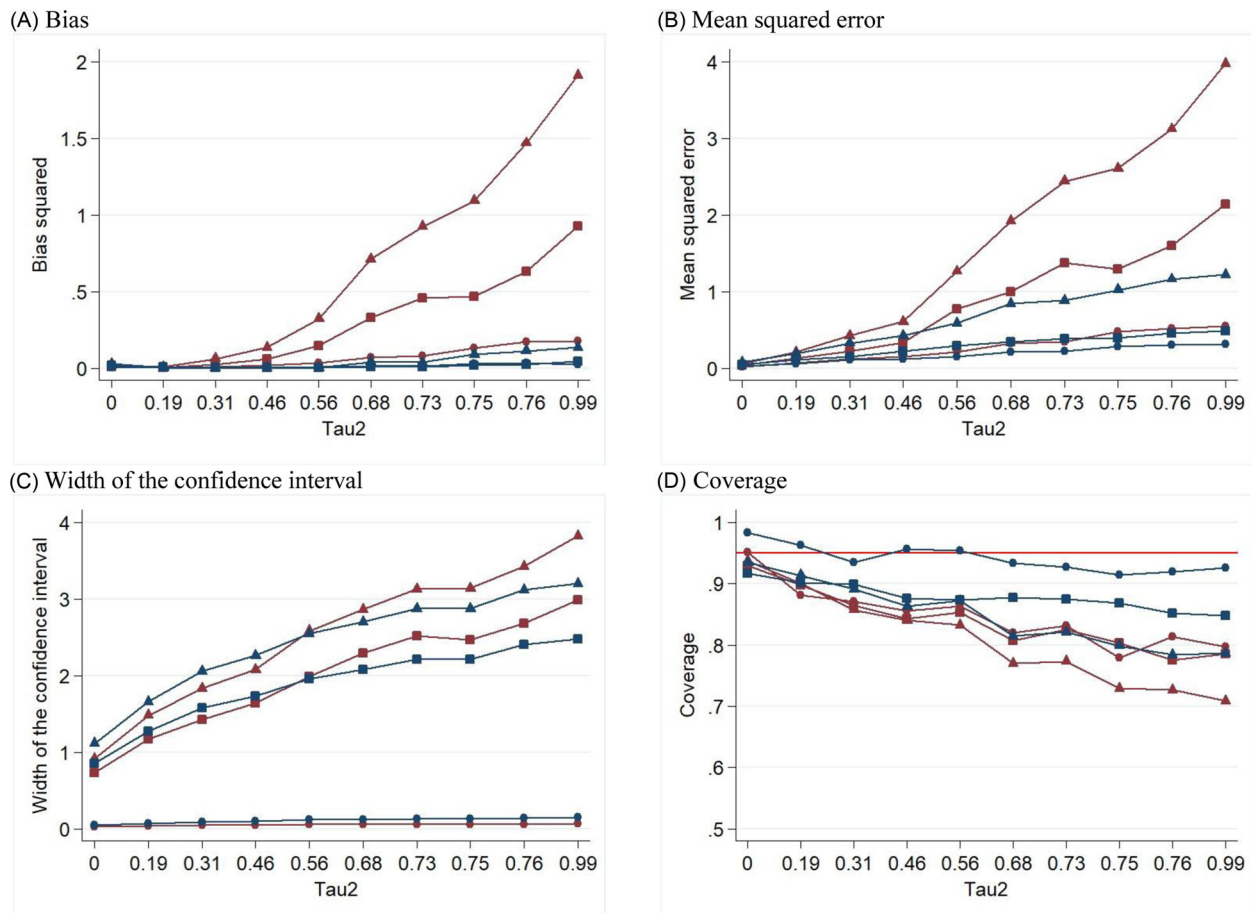 (A) Bias
Bias squared
2
1.5
1
.5
0
0 0.19 0.31 0.46 0.56 0.68 0.73 0.75 0.76 0.99
Tau2
(B) Mean squared error
Mean squared error
4
3
2
1
0
0 0.19 0.31 0.46 0.56 0.68 0.73 0.75 0.76 0.99
Tau2
(C) Width of the confidence interval
Width of the confidence interval
4
3
2
1
0
0 0.19 0.31 0.46 0.56 0.68 0.73 0.75 0.76 0.99
Tau2
(D) Coverage
Coverage
1
.9
.8
.7
.6
.5
0 0.19 0.31 0.46 0.56 0.68 0.73 0.75 0.76 0.99
Tau2